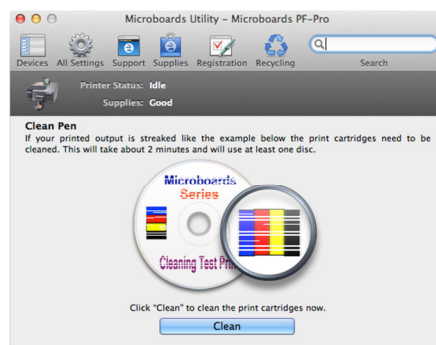 Microboards Utility – Microboards PF-Pro
Devices All Settings Support Supplies Registration Recycling Search
Printer Status: Idle
Supplies: Good
Clean Pen
If your printed output is streaked like the example below the print cartridges need to be
cleaned. This will take about 2 minutes and will use at least one disc.
Microboards
Series
Cleaning Test
Click "Clean" to clean the print cartridges now.
Clean